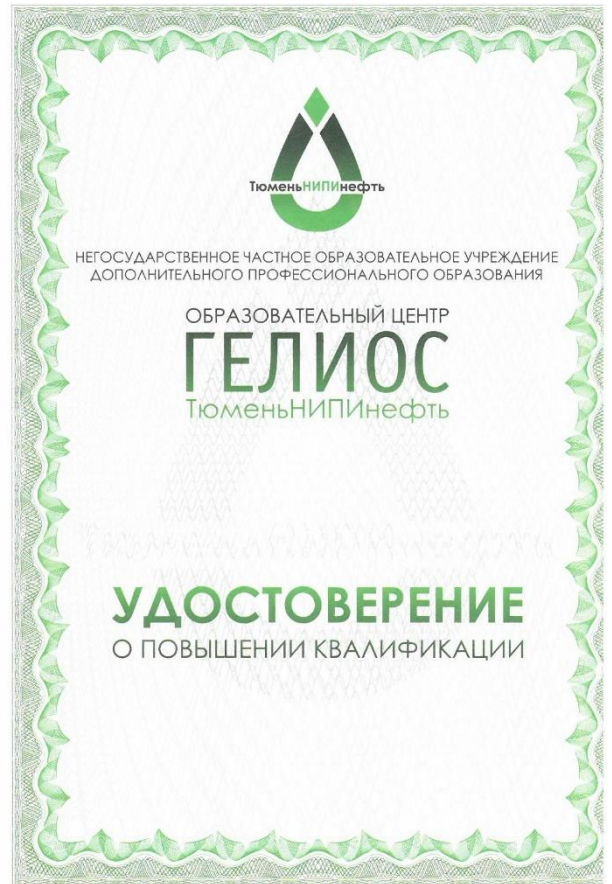 ТюменьНИПИнефть
НЕГОСУДАРСТВЕННОЕ ЧАСТНОЕ ОБРАЗОВАТЕЛЬНОЕ УЧРЕЖДЕНИЕ
ДОПОЛНИТЕЛЬНОГО ПРОФЕССИОНАЛЬНОГО ОБРАЗОВАНИЯ
ОБРАЗОВАТЕЛЬНЫЙ ЦЕНТР
ГЕЛИОС
ТюменьНИПИнефть
УДОСТОВЕРЕНИЕ
О ПОВЫШЕНИИ КВАЛИФИКАЦИИ